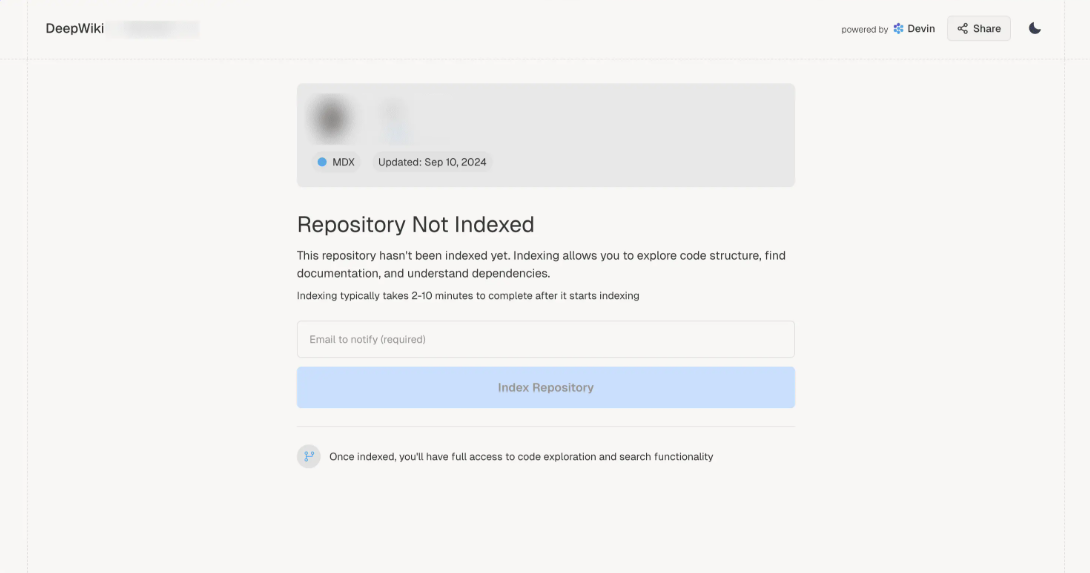 DeepWiki
powered by Devin
Share
MDX
Updated: Sep 10, 2024
Repository Not Indexed
This repository hasn't been indexed yet. Indexing allows you to explore code structure, find
documentation, and understand dependencies.
Indexing typically takes 2-10 minutes to complete after it starts indexing
Email to notify (required)
Index Repository
Once indexed, you'll have full access to code exploration and search functionality